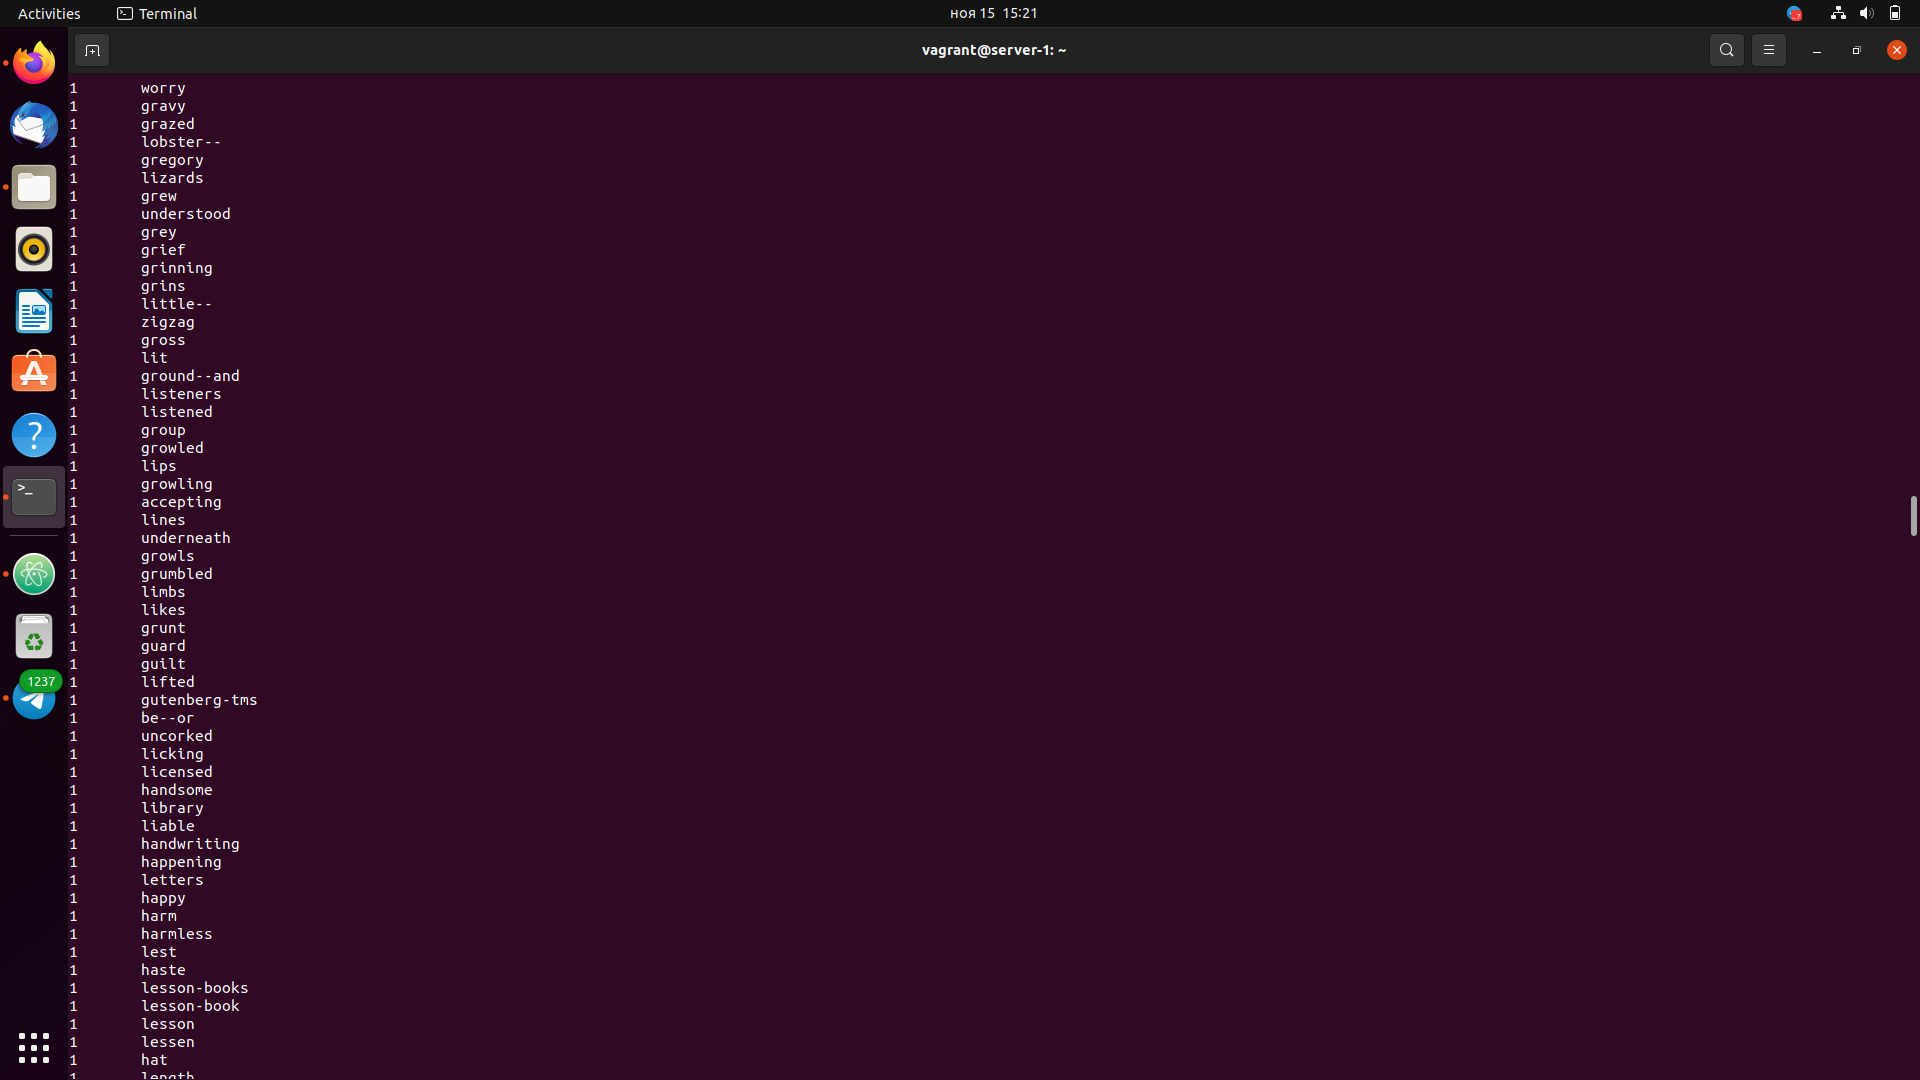 Activities
Terminal
ноя 15 15:21
vagrant@server-1: ~
1 worry
1 gravy
1 grazed
1 lobster--
1 gregory
1 lizards
1 grew
1 understood
1 grey
1 grief
1 grinning
1 grins
1 little--
1 zigzag
1 gross
1 lit
1 ground--and
1 listeners
1 listened
1 group
1 growled
1 lips
1 growling
1 accepting
1 lines
1 underneath
1 growls
1 grumbled
1 limbs
1 likes
1 grunt
1 guard
1 guilt
1 lifted
1 gutenberg-tms
1 be--or
1 uncorked
1 licking
1 licensed
1 handsome
1 library
1 liable
1 handwriting
1 happening
1 letters
1 happy
1 harm
1 harmless
1 lest
1 haste
1 lesson-books
1 lesson-book
1 lesson
1 lessen
1 hat
1 length
1237